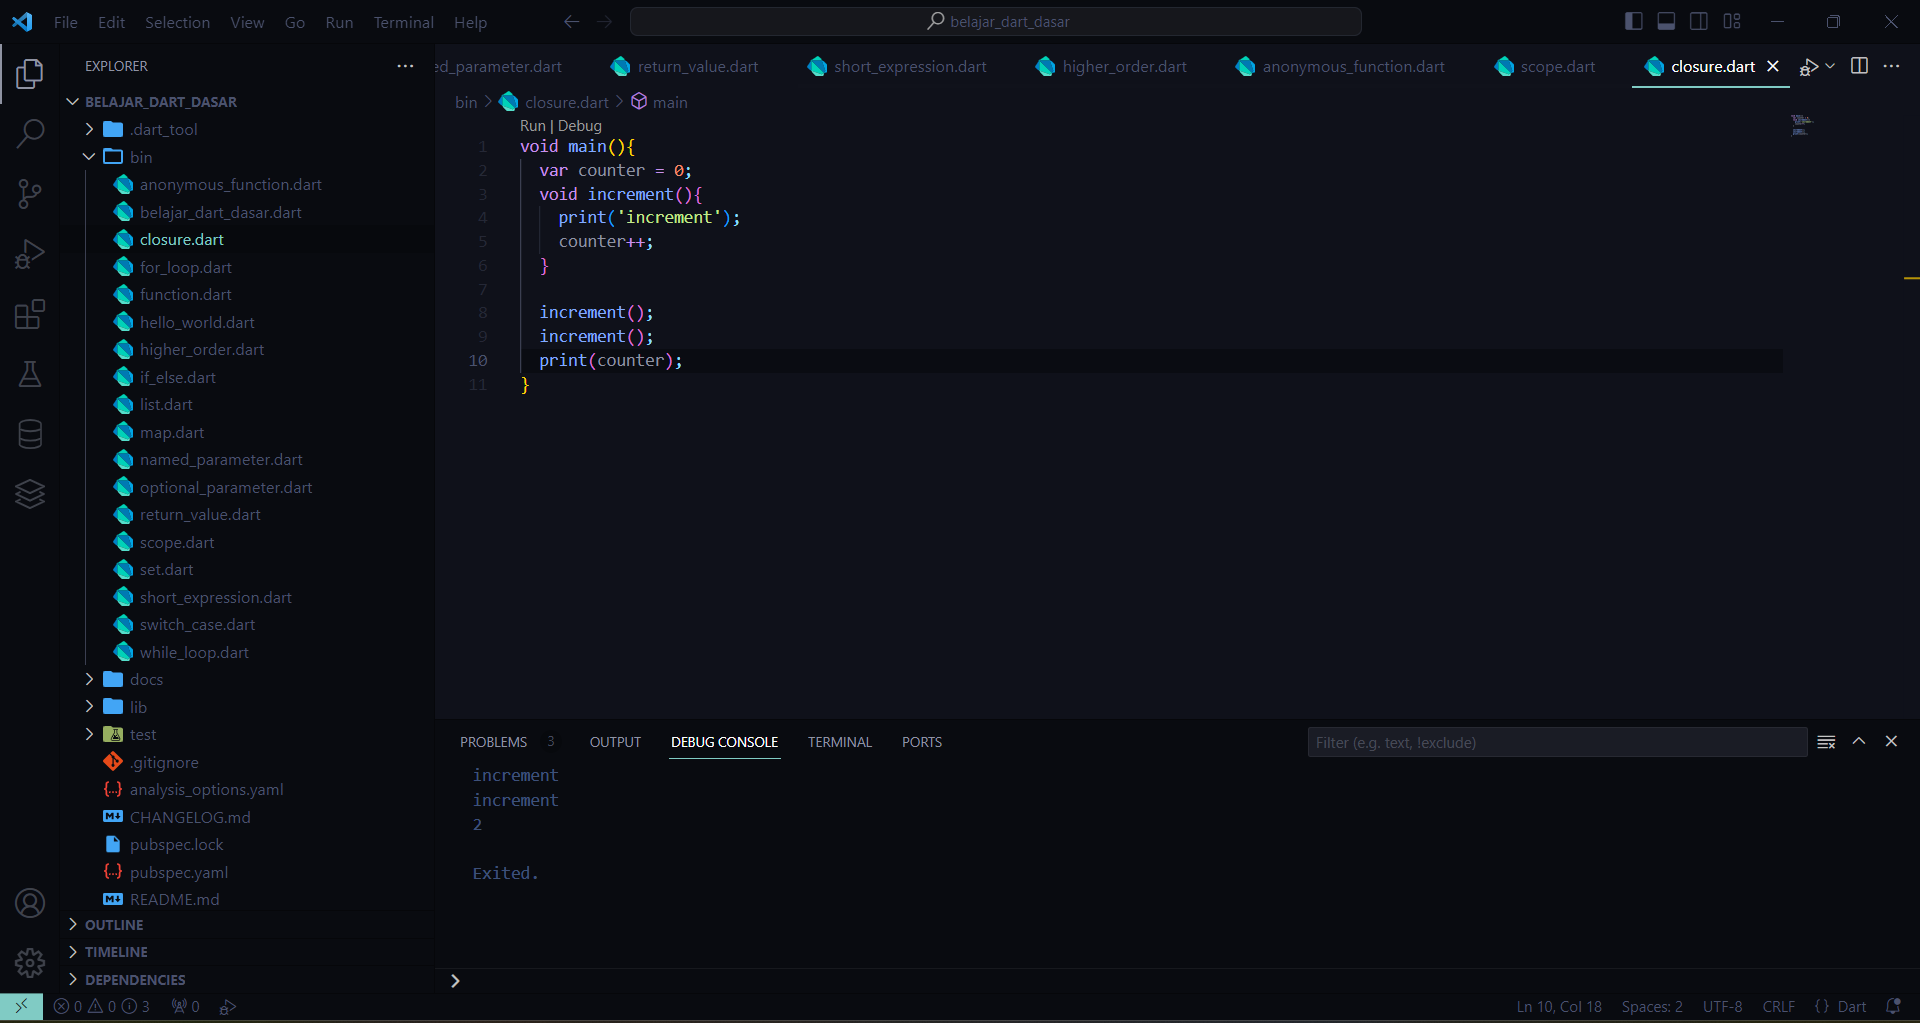 File Edit Selection View Go Run Terminal Help
belajar_dart_dasar
EXPLORER
BELAJAR_DART_DASAR
.dart_tool
bin
anonymous_function.dart
belajar_dart_dasar.dart
closure.dart
for_loop.dart
function.dart
hello_world.dart
higher_order.dart
if_else.dart
list.dart
map.dart
named_parameter.dart
optional_parameter.dart
return_value.dart
scope.dart
set.dart
short_expression.dart
switch_case.dart
while_loop.dart
docs
lib
test
.gitignore
analysis_options.yaml
CHANGELOG.md
pubspec.lock
pubspec.yaml
README.md
OUTLINE
TIMELINE
DEPENDENCIES
ed_parameter.dart return_value.dart short_expression.dart higher_order.dart anonymous_function.dart scope.dart closure.dart
bin > closure.dart > main
Run | Debug
1 void main(){
2 var counter = 0;
3 void increment(){
4 print('increment');
5 counter++;
6 }
7
8 increment();
9 increment();
10 print(counter);
11 }
PROBLEMS 3 OUTPUT DEBUG CONSOLE TERMINAL PORTS Filter (e.g. text, !exclude)
increment
increment
2
Exited.
0 0 3 0 Ln 10, Col 18 Spaces: 2 UTF-8 CRLF {} Dart